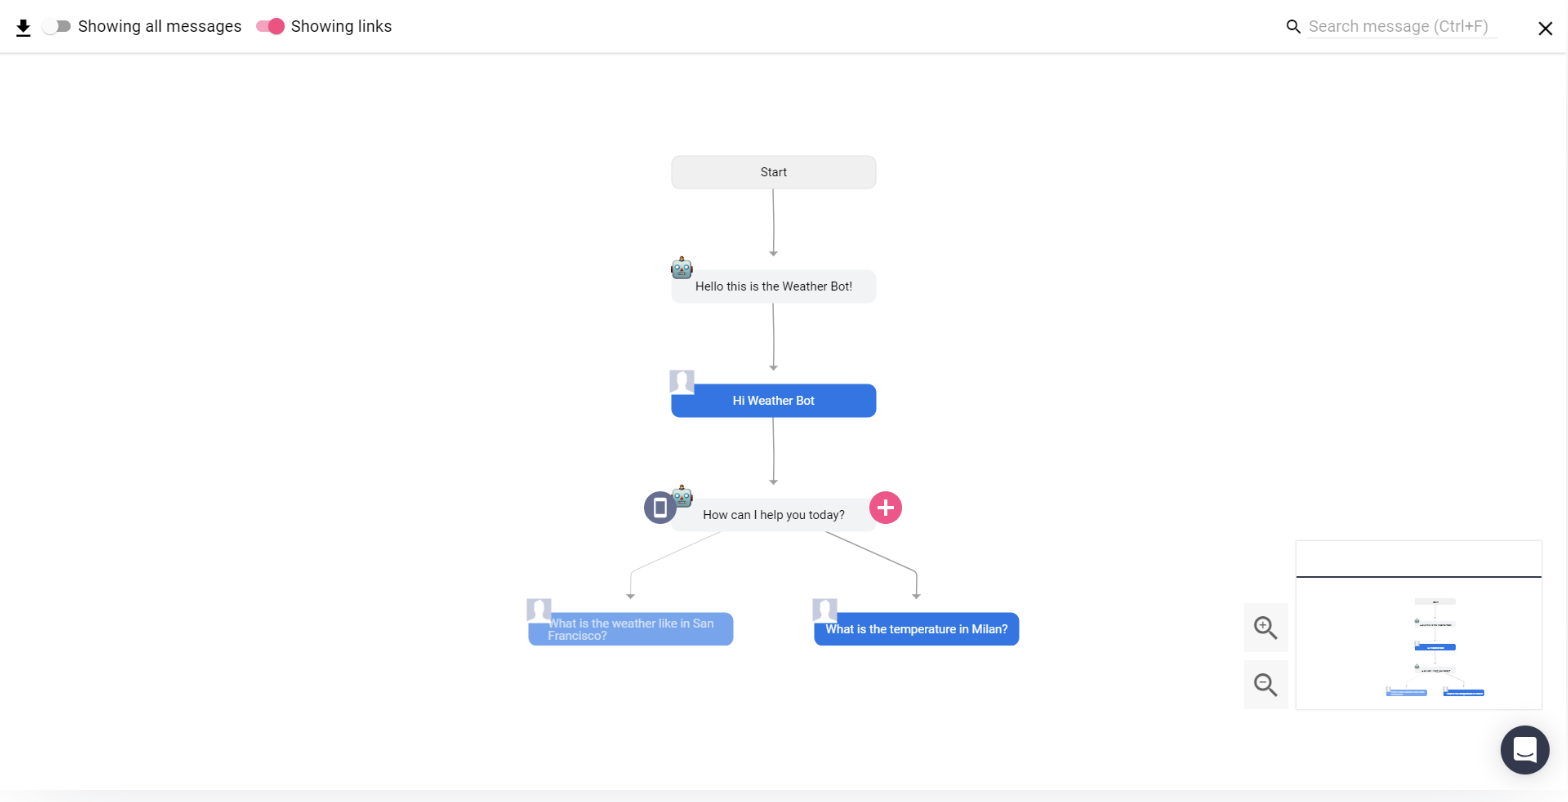 Showing all messages
Showing links
Search message (Ctrl+F)
Start
Hello this is the Weather Bot!
Hi Weather Bot
How can I help you today?
What is the weather like in San
Francisco?
What is the temperature in Milan?